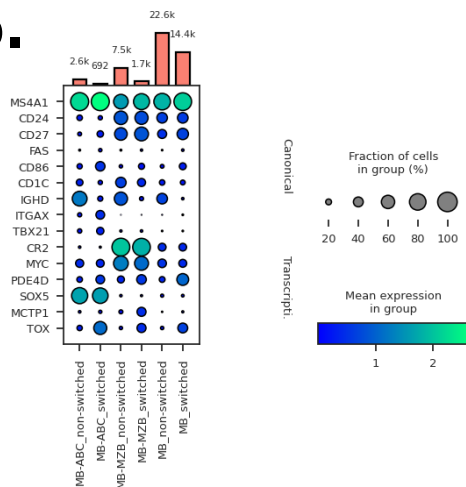 ).
22.6k
14.4k
7.5k
2.6k 692 1.7k
MS4A1
CD24
CD27
FAS
CD86
CD1C
IGHD
ITGAX
TBX21
CR2
MYC
PDE4D
SOX5
MCTP1
TOX
MB-ABC_non-switched
MB-ABC_switched
MB-MZB_non-switched
MB-MZB_switched
MB_non-switched
MB_switched
Canonical
Transcripti.
Fraction of cells
in group (%)
20 40 60 80 100
Mean expression
in group
1 2